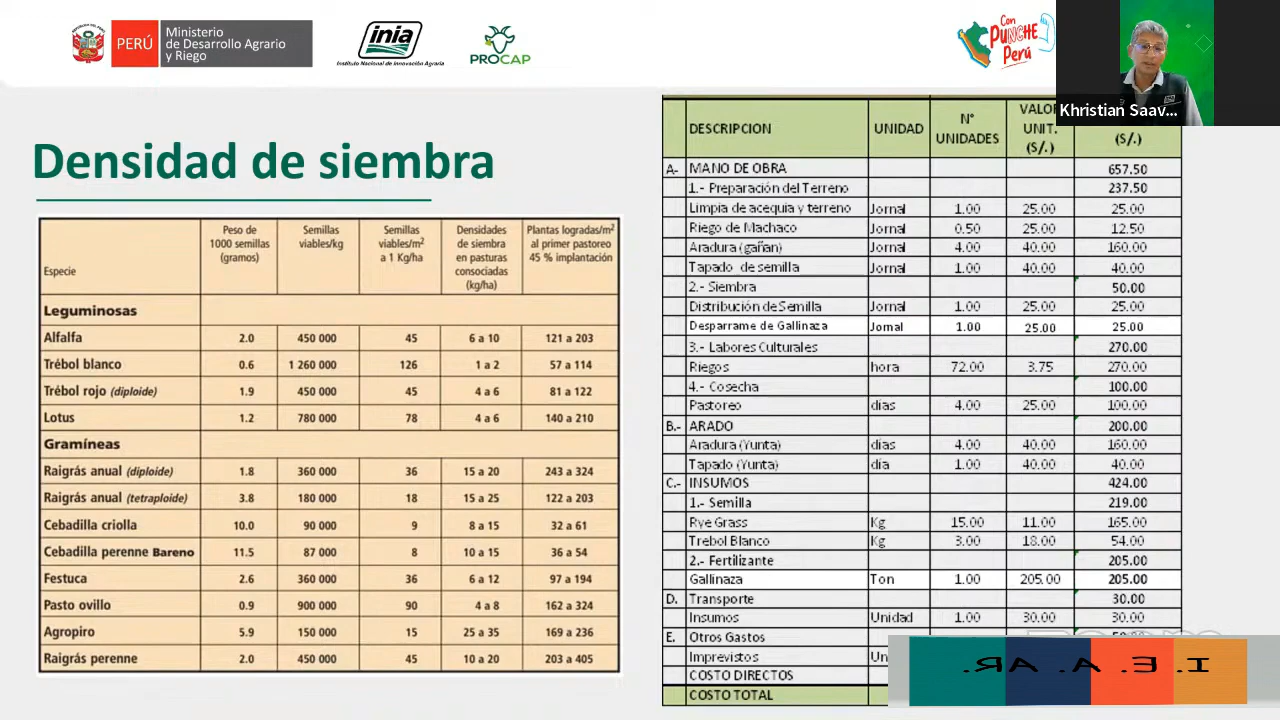 PERÚ
Ministerio
de Desarrollo Agrario
y Riego
inia
Instituto Nacional de Innovación Agraria
PROCAP
Con
PUNCHE
Perú
Khristian Saav...
Densidad de siembra
Especie | Peso de 1000 semillas (gramos) | Semillas viables/kg | Semillas viables/m² a 1 Kg/ha | Densidades de siembra en pasturas consociadas (kg/ha) | Plantas logradas/m² al primer pastoreo 45 % implantación
Leguminosas
Alfalfa 2.0 450 000 45 6 a 10 121 a 203
Trébol blanco 0.6 1 260 000 126 1 a 2 57 a 114
Trébol rojo (diploide) 1.9 450 000 45 4 a 6 81 a 122
Lotus 1.2 780 000 78 4 a 6 140 a 210
Gramíneas
Raigrás anual (diploide) 1.8 360 000 36 15 a 20 243 a 324
Raigrás anual (tetraploide) 3.8 180 000 18 15 a 25 122 a 203
Cebadilla criolla 10.0 90 000 9 8 a 15 32 a 61
Cebadilla perenne Bareno 11.5 87 000 8 10 a 15 36 a 54
Festuca 2.6 360 000 36 6 a 12 97 a 194
Pasto ovillo 0.9 900 000 90 4 a 8 162 a 324
Agropiro 5.9 150 000 15 25 a 35 169 a 236
Raigrás perenne 2.0 450 000 45 10 a 20 203 a 405
DESCRIPCION UNIDAD N° UNIDADES VALOR UNIT. (S/.) (S/.)
A- MANO DE OBRA 657.50
1.- Preparación del Terreno 237.50
Limpia de acequia y terreno Jornal 1.00 25.00 25.00
Riego de Machaco Jornal 0.50 25.00 12.50
Aradura (gañan) Jornal 4.00 40.00 160.00
Tapado de semilla Jornal 1.00 40.00 40.00
2.- Siembra 50.00
Distribución de Semilla Jornal 1.00 25.00 25.00
Desparrame de Gallinaza Jornal 1.00 25.00 25.00
3.- Labores Culturales 270.00
Riegos hora 72.00 3.75 270.00
4.- Cosecha 100.00
Pastoreo dias 4.00 25.00 100.00
B.- ARADO 200.00
Aradura (Yunta) días 4.00 40.00 160.00
Tapado (Yunta) día 1.00 40.00 40.00
C.- INSUMOS 424.00
1.- Semilla 219.00
Rye Grass Kg 15.00 11.00 165.00
Trebol Blanco Kg 3.00 18.00 54.00
2.- Fertilizante 205.00
Gallinaza Ton 1.00 205.00 205.00
D. Transporte 30.00
Insumos Unidad 1.00 30.00 30.00
E. Otros Gastos
Imprevistos
COSTO DIRECTOS
COSTO TOTAL
I. E. A. AR.